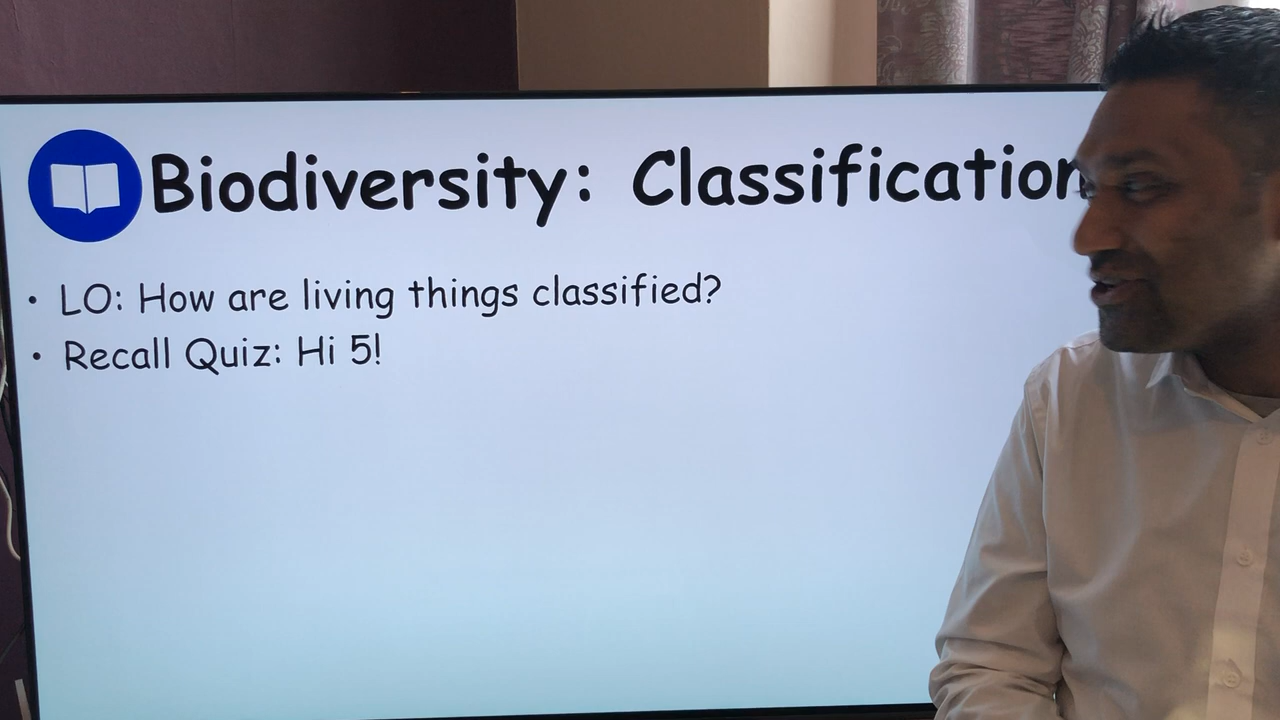 Biodiversity: Classification
• LO: How are living things classified?
• Recall Quiz: Hi 5!